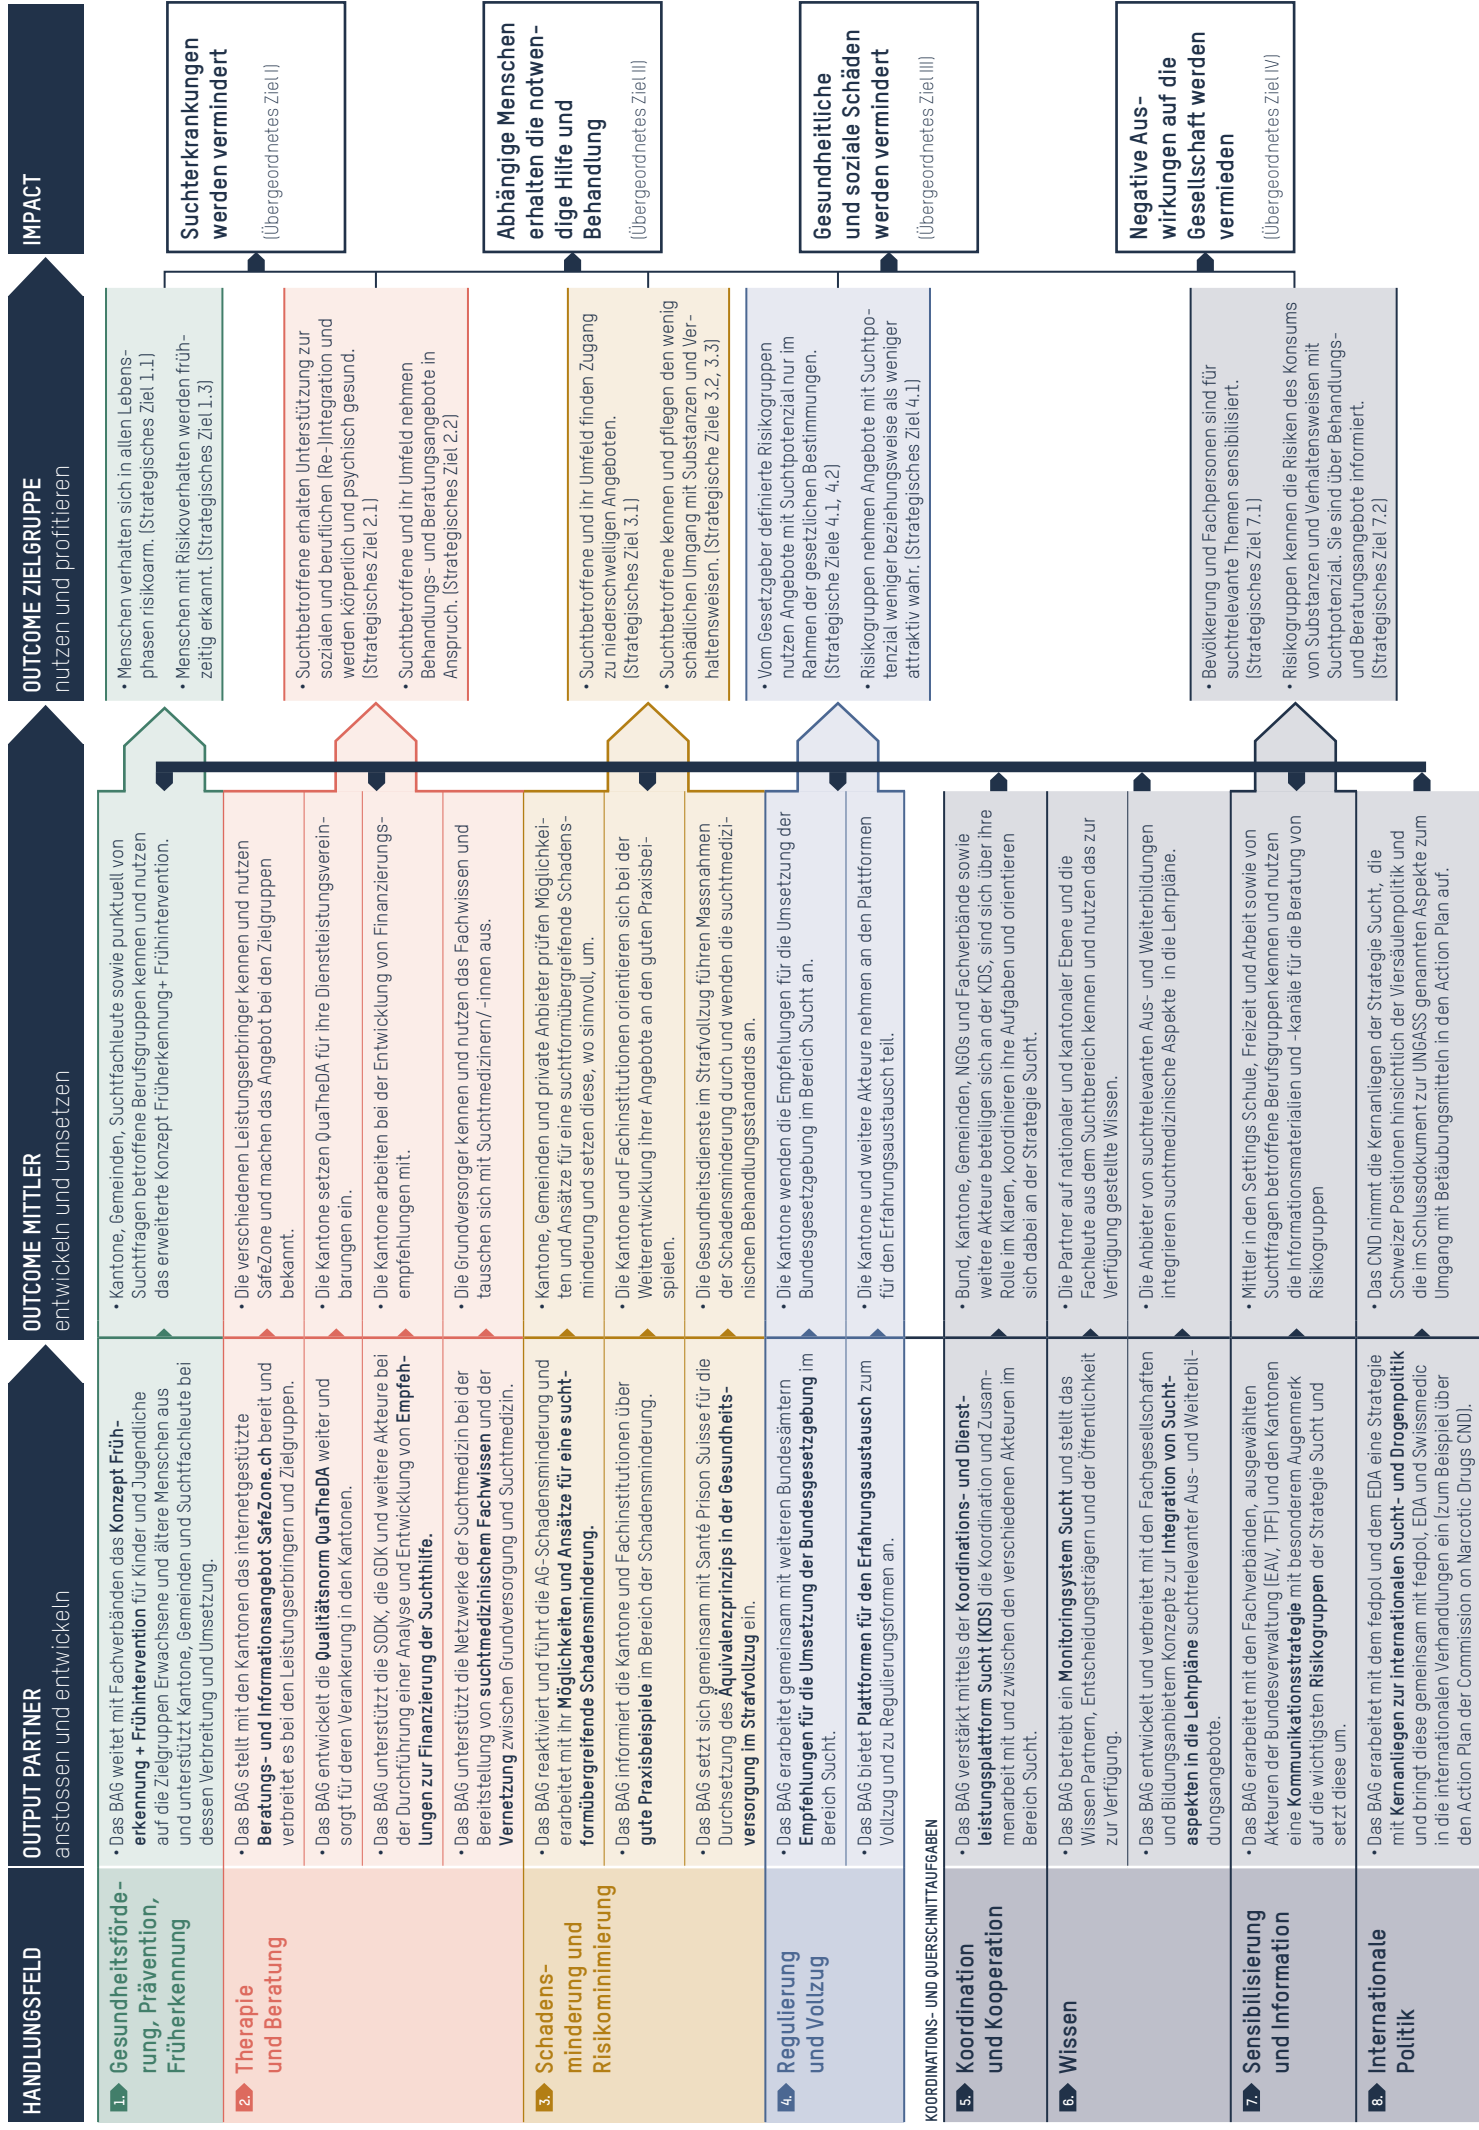 HANDLUNGSFELD
OUTPUT PARTNER
anstossen und entwickeln
OUTCOME MITTLER
entwickeln und umsetzen
OUTCOME ZIELGRUPPE
nutzen und profitieren
IMPACT
1. Gesundheitsförde-
rung, Prävention,
Früherkennung
• Das BAG weitet mit Fachverbänden das Konzept Früh-
erkennung + Frühintervention für Kinder und Jugendliche
auf die Zielgruppen Erwachsene und ältere Menschen aus
und unterstützt Kantone, Gemeinden und Suchtfachleute bei
dessen Verbreitung und Umsetzung.
• Kantone, Gemeinden, Suchtfachleute sowie punktuell von
Suchtfragen betroffene Berufsgruppen kennen und nutzen
das erweiterte Konzept Früherkennung+ Frühintervention.
• Menschen verhalten sich in allen Lebens-
phasen risikoarm. (Strategisches Ziel 1.1)
• Menschen mit Risikoverhalten werden früh-
zeitig erkannt. (Strategisches Ziel 1.3)
2. Therapie
und Beratung
• Das BAG stellt mit den Kantonen das internetgestützte
Beratungs- und Informationsangebot SafeZone.ch bereit und
verbreitet es bei den Leistungserbringern und Zielgruppen.
• Die verschiedenen Leistungserbringer kennen und nutzen
SafeZone und machen das Angebot bei den Zielgruppen
bekannt.
• Das BAG entwickelt die Qualitätsnorm QuaTheDA weiter und
sorgt für deren Verankerung in den Kantonen.
• Die Kantone setzen QuaTheDA für ihre Dienstleistungsverein-
barungen ein.
• Das BAG unterstützt die SODK, die GDK und weitere Akteure bei
der Durchführung einer Analyse und Entwicklung von Empfeh-
lungen zur Finanzierung der Suchthilfe.
• Die Kantone arbeiten bei der Entwicklung von Finanzierungs-
empfehlungen mit.
• Das BAG unterstützt die Netzwerke der Suchtmedizin bei der
Bereitstellung von suchtmedizinischem Fachwissen und der
Vernetzung zwischen Grundversorgung und Suchtmedizin.
• Die Grundversorger kennen und nutzen das Fachwissen und
tauschen sich mit Suchtmedizinern/-innen aus.
• Suchtbetroffene erhalten Unterstützung zur
sozialen und beruflichen (Re-)Integration und
werden körperlich und psychisch gesund.
(Strategisches Ziel 2.1)
• Suchtbetroffene und ihr Umfeld nehmen
Behandlungs- und Beratungsangebote in
Anspruch. (Strategisches Ziel 2.2)
3. Schadens-
minderung und
Risikominimierung
• Das BAG reaktiviert und führt die AG-Schadensminderung und
erarbeitet mit ihr Möglichkeiten und Ansätze für eine sucht-
formübergreifende Schadensminderung.
• Kantone, Gemeinden und private Anbieter prüfen Möglichkei-
ten und Ansätze für eine suchtformübergreifende Schadens-
minderung und setzen diese, wo sinnvoll, um.
• Das BAG informiert die Kantone und Fachinstitutionen über
gute Praxisbeispiele im Bereich der Schadensminderung.
• Die Kantone und Fachinstitutionen orientieren sich bei der
Weiterentwicklung ihrer Angebote an den guten Praxisbei-
spielen.
• Das BAG setzt sich gemeinsam mit Santé Prison Suisse für die
Durchsetzung des Äquivalenzprinzips in der Gesundheits-
versorgung im Strafvollzug ein.
• Die Gesundheitsdienste im Strafvollzug führen Massnahmen
der Schadensminderung durch und wenden die suchtmedizi-
nischen Behandlungsstandards an.
• Suchtbetroffene und ihr Umfeld finden Zugang
zu niederschwelligen Angeboten.
(Strategisches Ziel 3.1)
• Suchtbetroffene kennen und pflegen den wenig
schädlichen Umgang mit Substanzen und Ver-
haltensweisen. (Strategische Ziele 3.2, 3.3)
4. Regulierung
und Vollzug
• Das BAG erarbeitet gemeinsam mit weiteren Bundesämtern
Empfehlungen für die Umsetzung der Bundesgesetzgebung im
Bereich Sucht.
• Die Kantone wenden die Empfehlungen für die Umsetzung der
Bundesgesetzgebung im Bereich Sucht an.
• Das BAG bietet Plattformen für den Erfahrungsaustausch zum
Vollzug und zu Regulierungsformen an.
• Die Kantone und weitere Akteure nehmen an den Plattformen
für den Erfahrungsaustausch teil.
• Vom Gesetzgeber definierte Risikogruppen
nutzen Angebote mit Suchtpotenzial nur im
Rahmen der gesetzlichen Bestimmungen.
(Strategische Ziele 4.1, 4.2)
• Risikogruppen nehmen Angebote mit Suchtpo-
tenzial weniger beziehungsweise als weniger
attraktiv wahr. (Strategisches Ziel 4.1)
KOORDINATIONS- UND QUERSCHNITTAUFGABEN
5. Koordination
und Kooperation
• Das BAG verstärkt mittels der Koordinations- und Dienst-
leistungsplattform Sucht (KDS) die Koordination und Zusam-
menarbeit mit und zwischen den verschiedenen Akteuren im
Bereich Sucht.
• Bund, Kantone, Gemeinden, NGOs und Fachverbände sowie
weitere Akteure beteiligen sich an der KDS, sind sich über ihre
Rolle im Klaren, koordinieren ihre Aufgaben und orientieren
sich dabei an der Strategie Sucht.
6. Wissen
• Das BAG betreibt ein Monitoringsystem Sucht und stellt das
Wissen Partnern, Entscheidungsträgern und der Öffentlichkeit
zur Verfügung.
• Die Partner auf nationaler und kantonaler Ebene und die
Fachleute aus dem Suchtbereich kennen und nutzen das zur
Verfügung gestellte Wissen.
• Das BAG entwickelt und verbreitet mit den Fachgesellschaften
und Bildungsanbietern Konzepte zur Integration von Sucht-
aspekten in die Lehrpläne suchtrelevanter Aus- und Weiterbil-
dungsangebote.
• Die Anbieter von suchtrelevanten Aus- und Weiterbildungen
integrieren suchtmedizinische Aspekte in die Lehrpläne.
7. Sensibilisierung
und Information
• Das BAG erarbeitet mit den Fachverbänden, ausgewählten
Akteuren der Bundesverwaltung (EAV, TPF) und den Kantonen
eine Kommunikationsstrategie mit besonderem Augenmerk
auf die wichtigsten Risikogruppen der Strategie Sucht und
setzt diese um.
• Mittler in den Settings Schule, Freizeit und Arbeit sowie von
Suchtfragen betroffene Berufsgruppen kennen und nutzen
die Informationsmaterialien und -kanäle für die Beratung von
Risikogruppen
• Bevölkerung und Fachpersonen sind für
suchtrelevante Themen sensibilisiert.
(Strategisches Ziel 7.1)
• Risikogruppen kennen die Risiken des Konsums
von Substanzen und Verhaltensweisen mit
Suchtpotenzial. Sie sind über Behandlungs-
und Beratungsangebote informiert.
(Strategisches Ziel 7.2)
8. Internationale
Politik
• Das BAG erarbeitet mit dem fedpol und dem EDA eine Strategie
mit Kernanliegen zur internationalen Sucht- und Drogenpolitik
und bringt diese gemeinsam mit fedpol, EDA und Swissmedic
in die internationalen Verhandlungen ein (zum Beispiel über
den Action Plan der Commission on Narcotic Drugs CND).
• Das CND nimmt die Kernanliegen der Strategie Sucht, die
Schweizer Positionen hinsichtlich der Viersäulenpolitik und
die im Schlussdokument zur UNGASS genannten Aspekte zum
Umgang mit Betäubungsmitteln in den Action Plan auf.
Suchterkrankungen
werden vermindert
(Übergeordnetes Ziel I)
Abhängige Menschen
erhalten die notwen-
dige Hilfe und
Behandlung
(Übergeordnetes Ziel II)
Gesundheitliche
und soziale Schäden
werden vermindert
(Übergeordnetes Ziel III)
Negative Aus-
wirkungen auf die
Gesellschaft werden
vermieden
(Übergeordnetes Ziel IV)